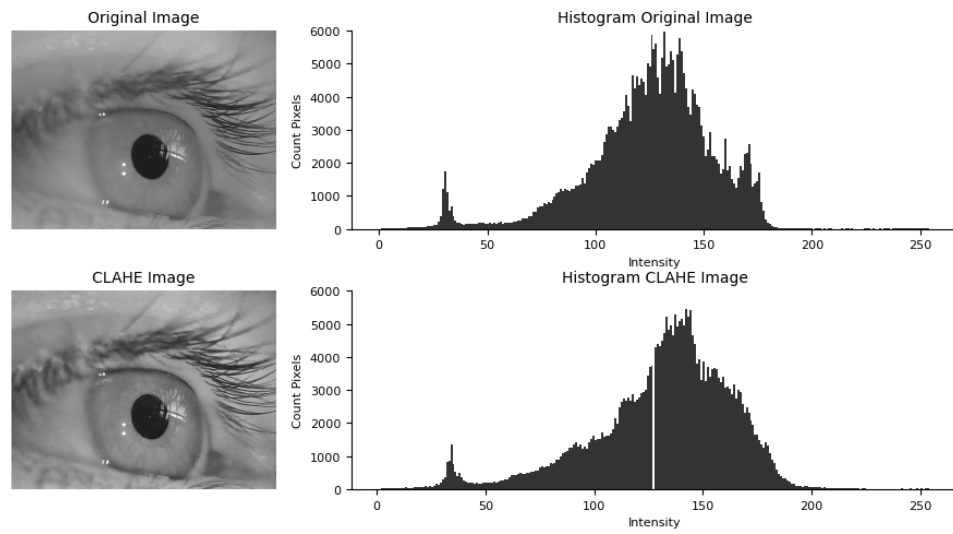 Original Image
Histogram Original Image
6000
5000
4000
3000
2000
1000
0
Count Pixels
0 50 100 150 200 250
Intensity
CLAHE Image
Histogram CLAHE Image
6000
5000
4000
3000
2000
1000
0
Count Pixels
0 50 100 150 200 250
Intensity